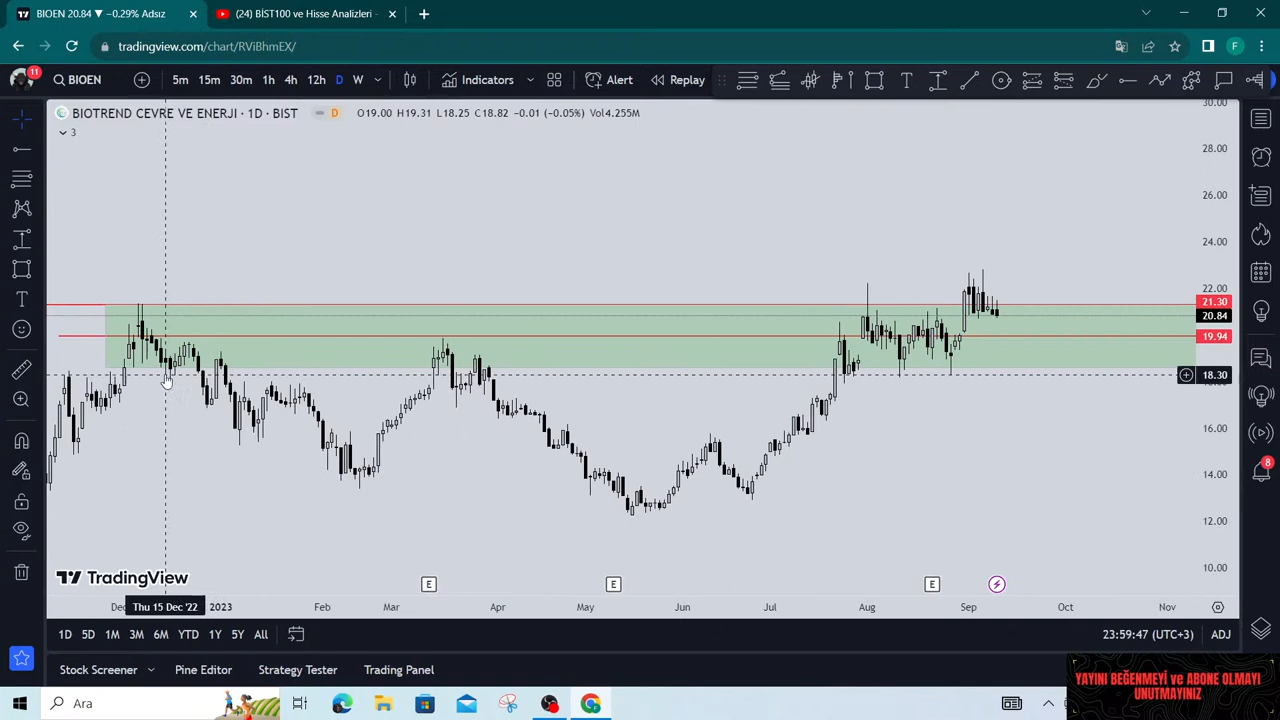 BIOEN 20.84 ▼ −0.29% Adsız
(24) BİST100 ve Hisse Analizleri -
tradingview.com/chart/RViBhmEX/
F
11
BIOEN
5m 15m 30m 1h 4h 12h D W
Indicators
Alert
Replay
BIOTREND CEVRE VE ENERJI · 1D · BIST
D
O19.00 H19.31 L18.25 C18.82 −0.01 (−0.05%) Vol4.255M
3
30.00
28.00
26.00
24.00
22.00
21.30
20.84
19.94
18.30
16.00
14.00
12.00
10.00
8
TradingView
E
E
E
Thu 15 Dec '22
2023
Feb
Mar
Apr
May
Jun
Jul
Aug
Sep
Oct
Nov
1D 5D 1M 3M 6M YTD 1Y 5Y All
23:59:47 (UTC+3)
ADJ
Stock Screener
Pine Editor
Strategy Tester
Trading Panel
Ara
YAYINI BEĞENMEYİ ve ABONE OLMAYI
UNUTMAYINIZ